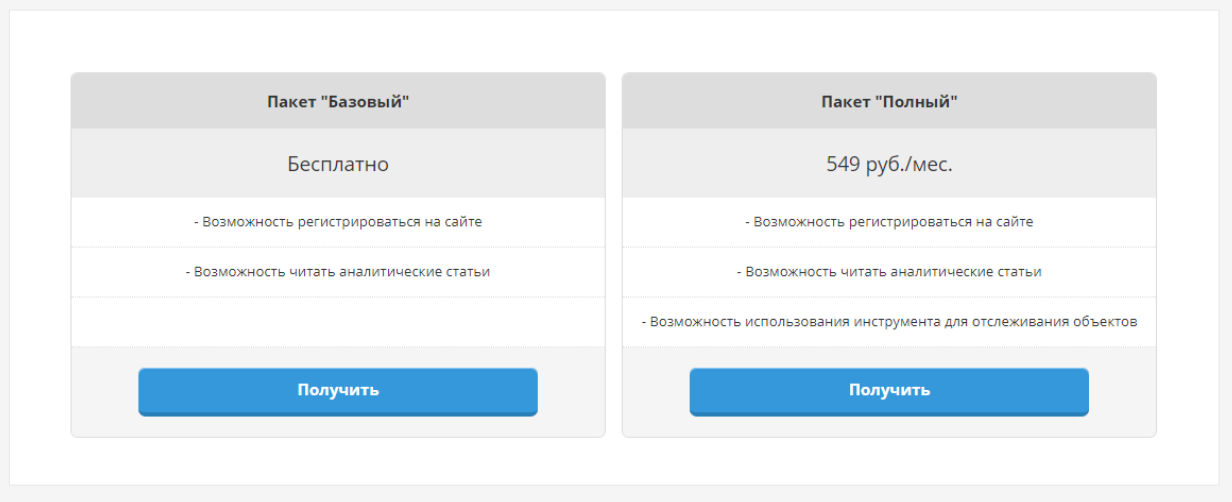 Пакет "Базовый"
Бесплатно
- Возможность регистрироваться на сайте
- Возможность читать аналитические статьи
Получить
Пакет "Полный"
549 руб./мес.
- Возможность регистрироваться на сайте
- Возможность читать аналитические статьи
- Возможность использования инструмента для отслеживания объектов
Получить